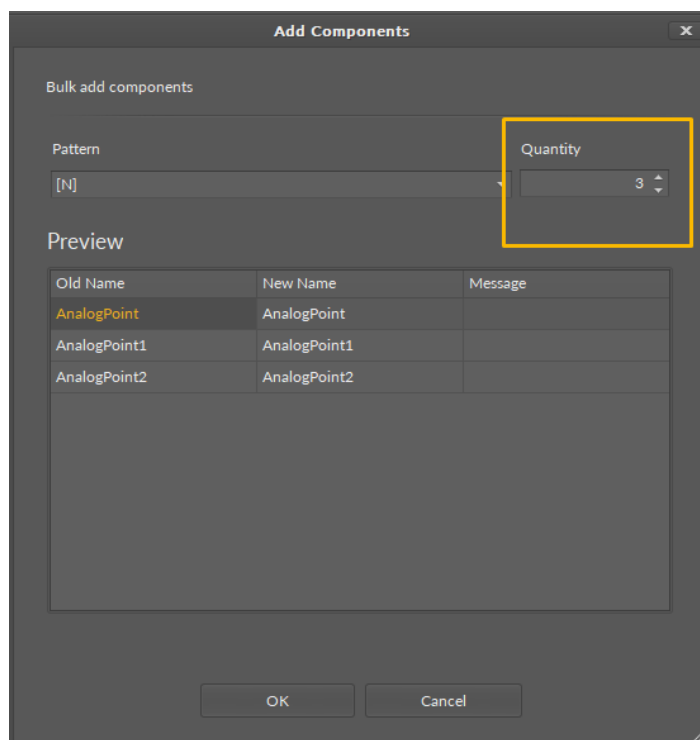 Add Components
Bulk add components
Pattern Quantity
[N] 3
Preview
Old Name New Name Message
AnalogPoint AnalogPoint
AnalogPoint1 AnalogPoint1
AnalogPoint2 AnalogPoint2
OK Cancel